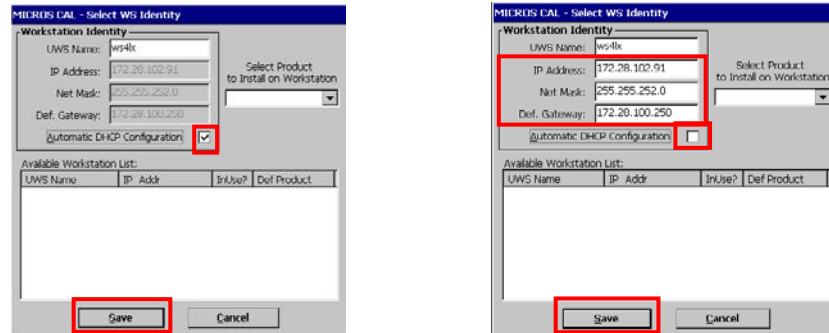 MICROS CAL - Select WS Identity
Workstation Identity
UWS Name: ws4lx
IP Address: 172.28.102.91
Net Mask: 255.255.252.0
Def. Gateway: 172.28.100.250
Automatic DHCP Configuration
Select Product
to Install on Workstation
Available Workstation List:
UWS Name IP Addr InUse? Def Product
Save Cancel
MICROS CAL - Select WS Identity
Workstation Identity
UWS Name: ws4lx
IP Address: 172.28.102.91
Net Mask: 255.255.252.0
Def. Gateway: 172.28.100.250
Automatic DHCP Configuration
Select Product
to Install on Workstation
Available Workstation List:
UWS Name IP Addr InUse? Def Product
Save Cancel